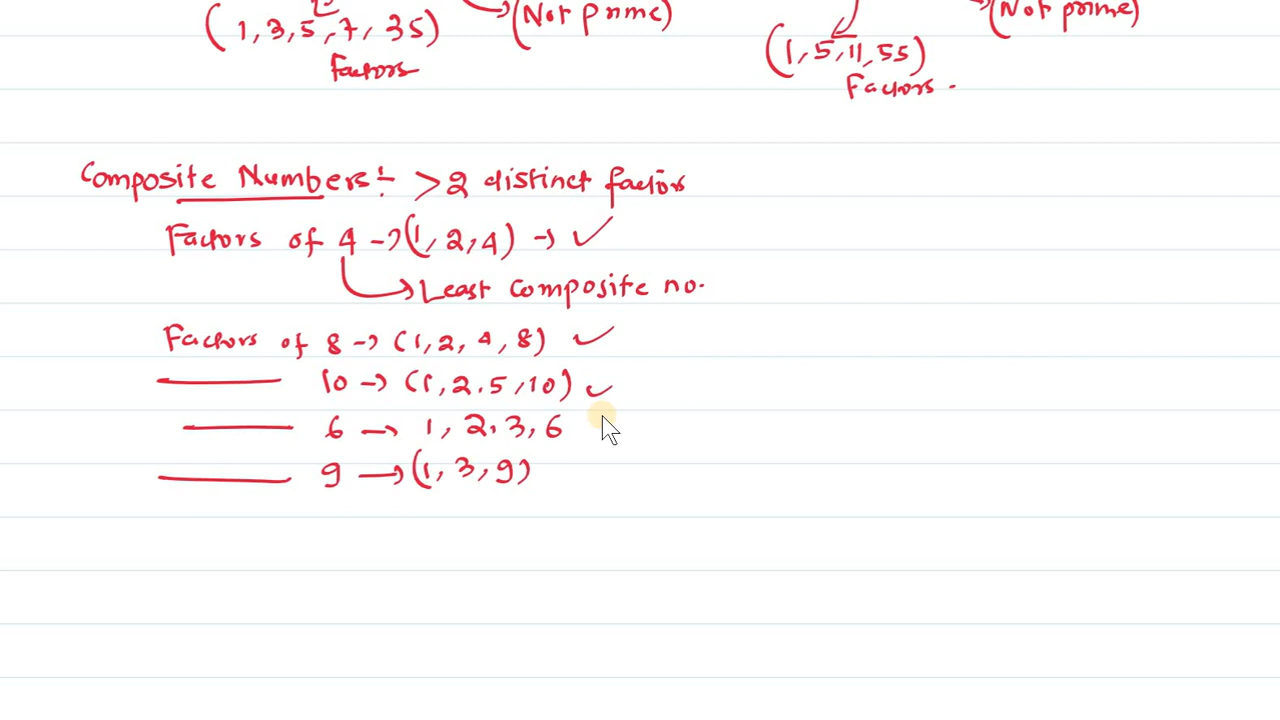 (1, 3, 5, 7, 35) → (Not prime)
Factors
(1, 5, 11, 55) → (Not prime)
Factors.
Composite Numbers:- >2 distinct factors
Factors of 4 -> (1, 2, 4) -> ✓
→ Least composite no.
Factors of 8 -> (1, 2, 4, 8) ✓
—— 10 -> (1, 2, 5, 10) ✓
—— 6 -> 1, 2, 3, 6
—— 9 -> (1, 3, 9)